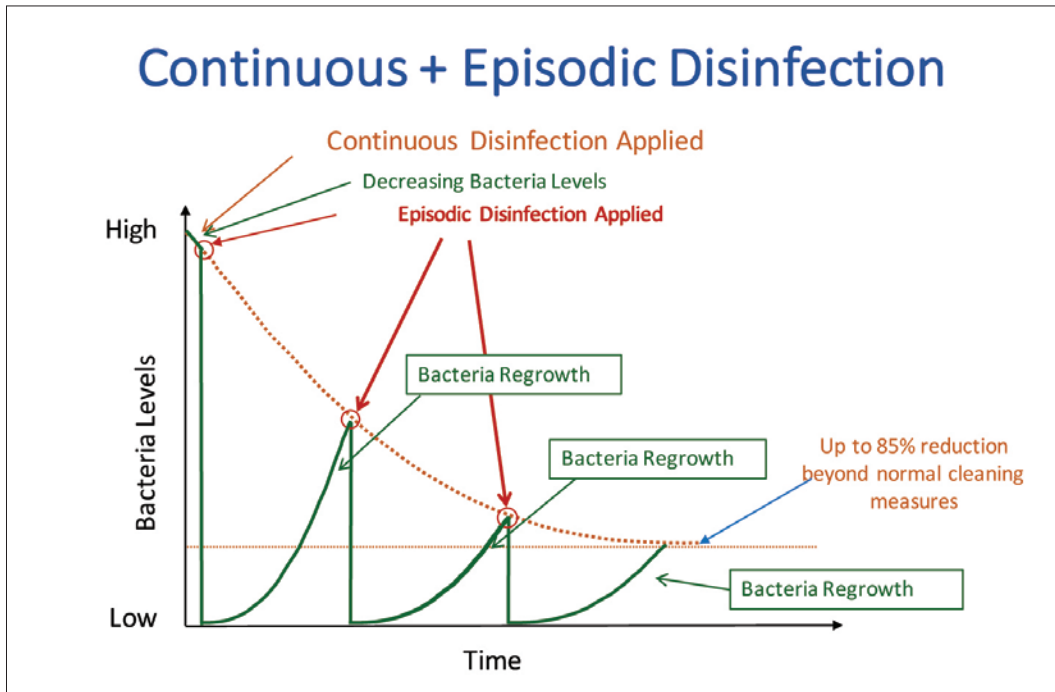 Continuous + Episodic Disinfection
Continuous Disinfection Applied
Decreasing Bacteria Levels
Episodic Disinfection Applied
High
Bacteria Regrowth
Bacteria Levels
Bacteria Regrowth
Up to 85% reduction
beyond normal cleaning
measures
Bacteria Regrowth
Low
Time